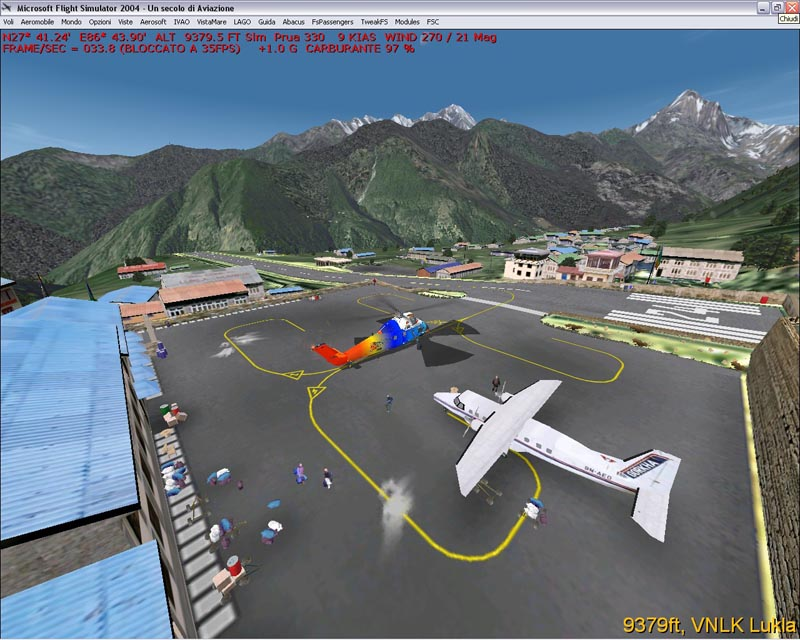 Microsoft Flight Simulator 2004 - Un secolo di Aviazione
Chiudi
Voli Aeromobile Mondo Opzioni Viste Aerosoft IVAO VistaMare LAGO Guida Abacus FsPassengers TweakFS Modules FSC
N27° 41.24' E86° 43.90' ALT 9379.5 FT Slm Prua 330 9 KIAS WIND 270 / 21 Mag
FRAME/SEC = 033.8 (BLOCCATO A 35FPS) +1.0 G CARBURANTE 97 %
GORKHA
9N-AEO
9379ft, VNLK Lukla